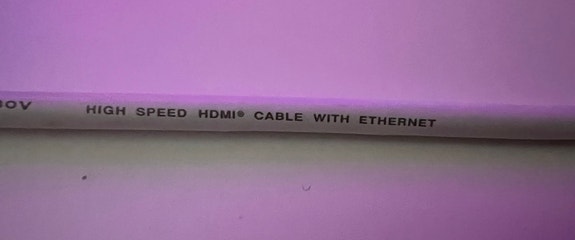 HIGH SPEED HDMI® CABLE WITH ETHERNET